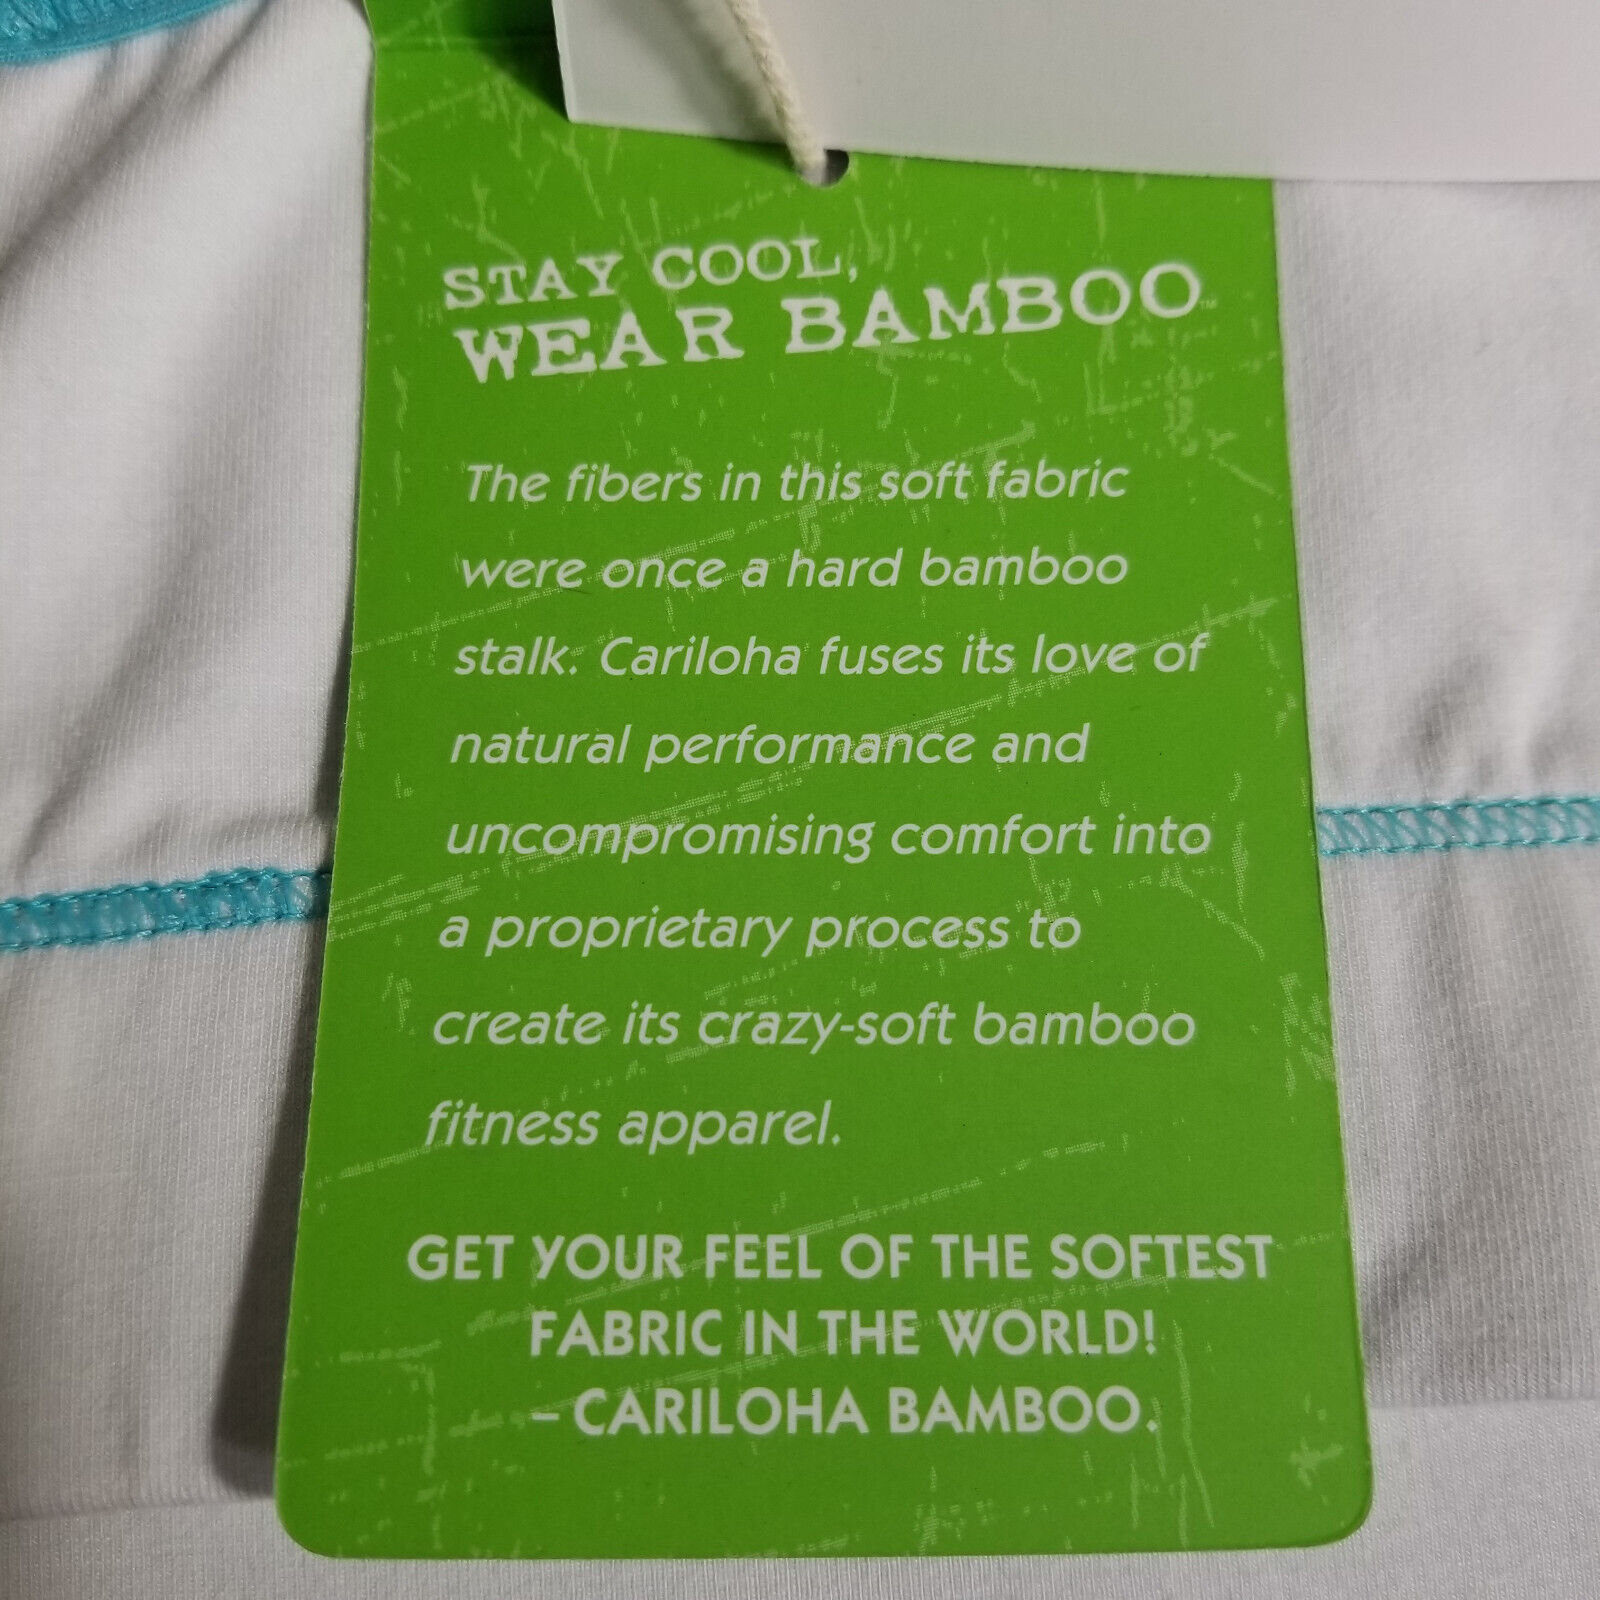 STAY COOL,
WEAR BAMBOO™
The fibers in this soft fabric
were once a hard bamboo
stalk. Cariloha fuses its love of
natural performance and
uncompromising comfort into
a proprietary process to
create its crazy-soft bamboo
fitness apparel.
GET YOUR FEEL OF THE SOFTEST
FABRIC IN THE WORLD!
– CARILOHA BAMBOO.